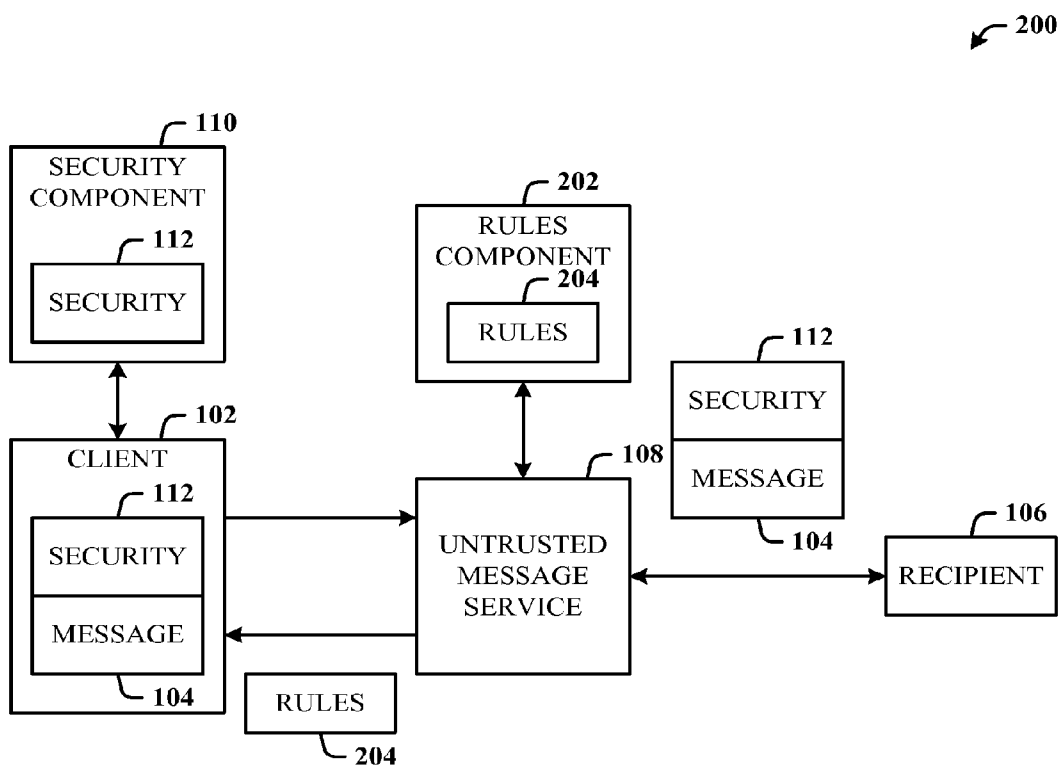 200
110
SECURITY
COMPONENT
112
SECURITY
202
RULES
COMPONENT
204
RULES
112
SECURITY
MESSAGE
104
102
CLIENT
112
SECURITY
MESSAGE
104
108
UNTRUSTED
MESSAGE
SERVICE
106
RECIPIENT
RULES
204